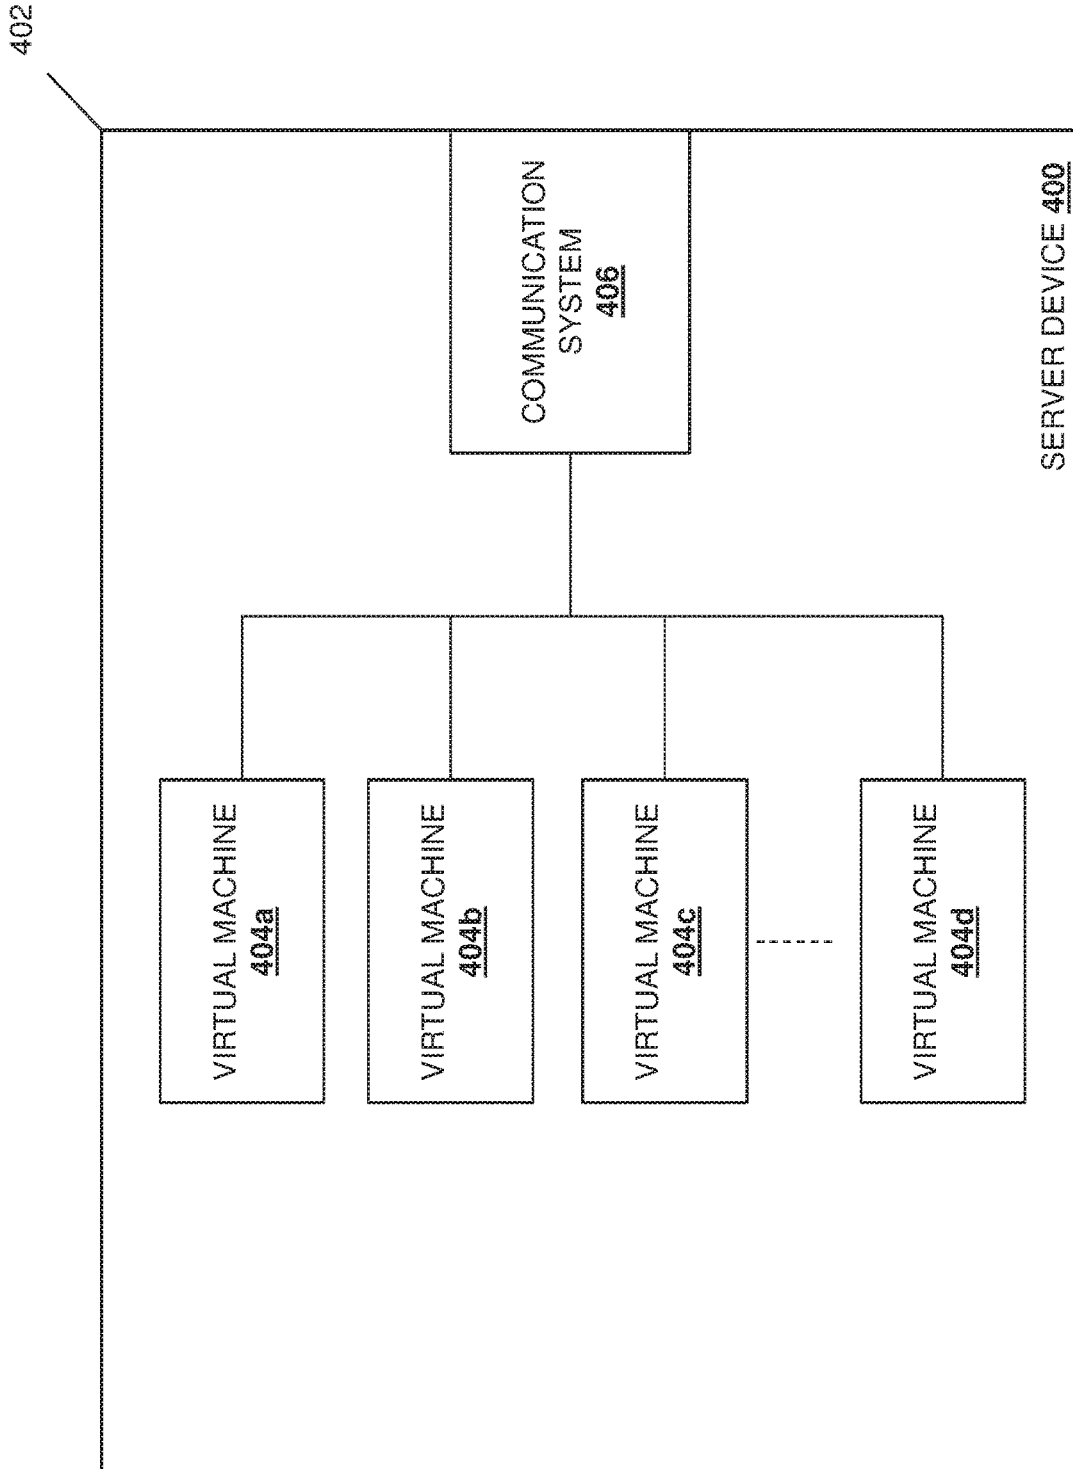 402
VIRTUAL MACHINE
404a
VIRTUAL MACHINE
404b
VIRTUAL MACHINE
404c
VIRTUAL MACHINE
404d
COMMUNICATION
SYSTEM
406
SERVER DEVICE 400